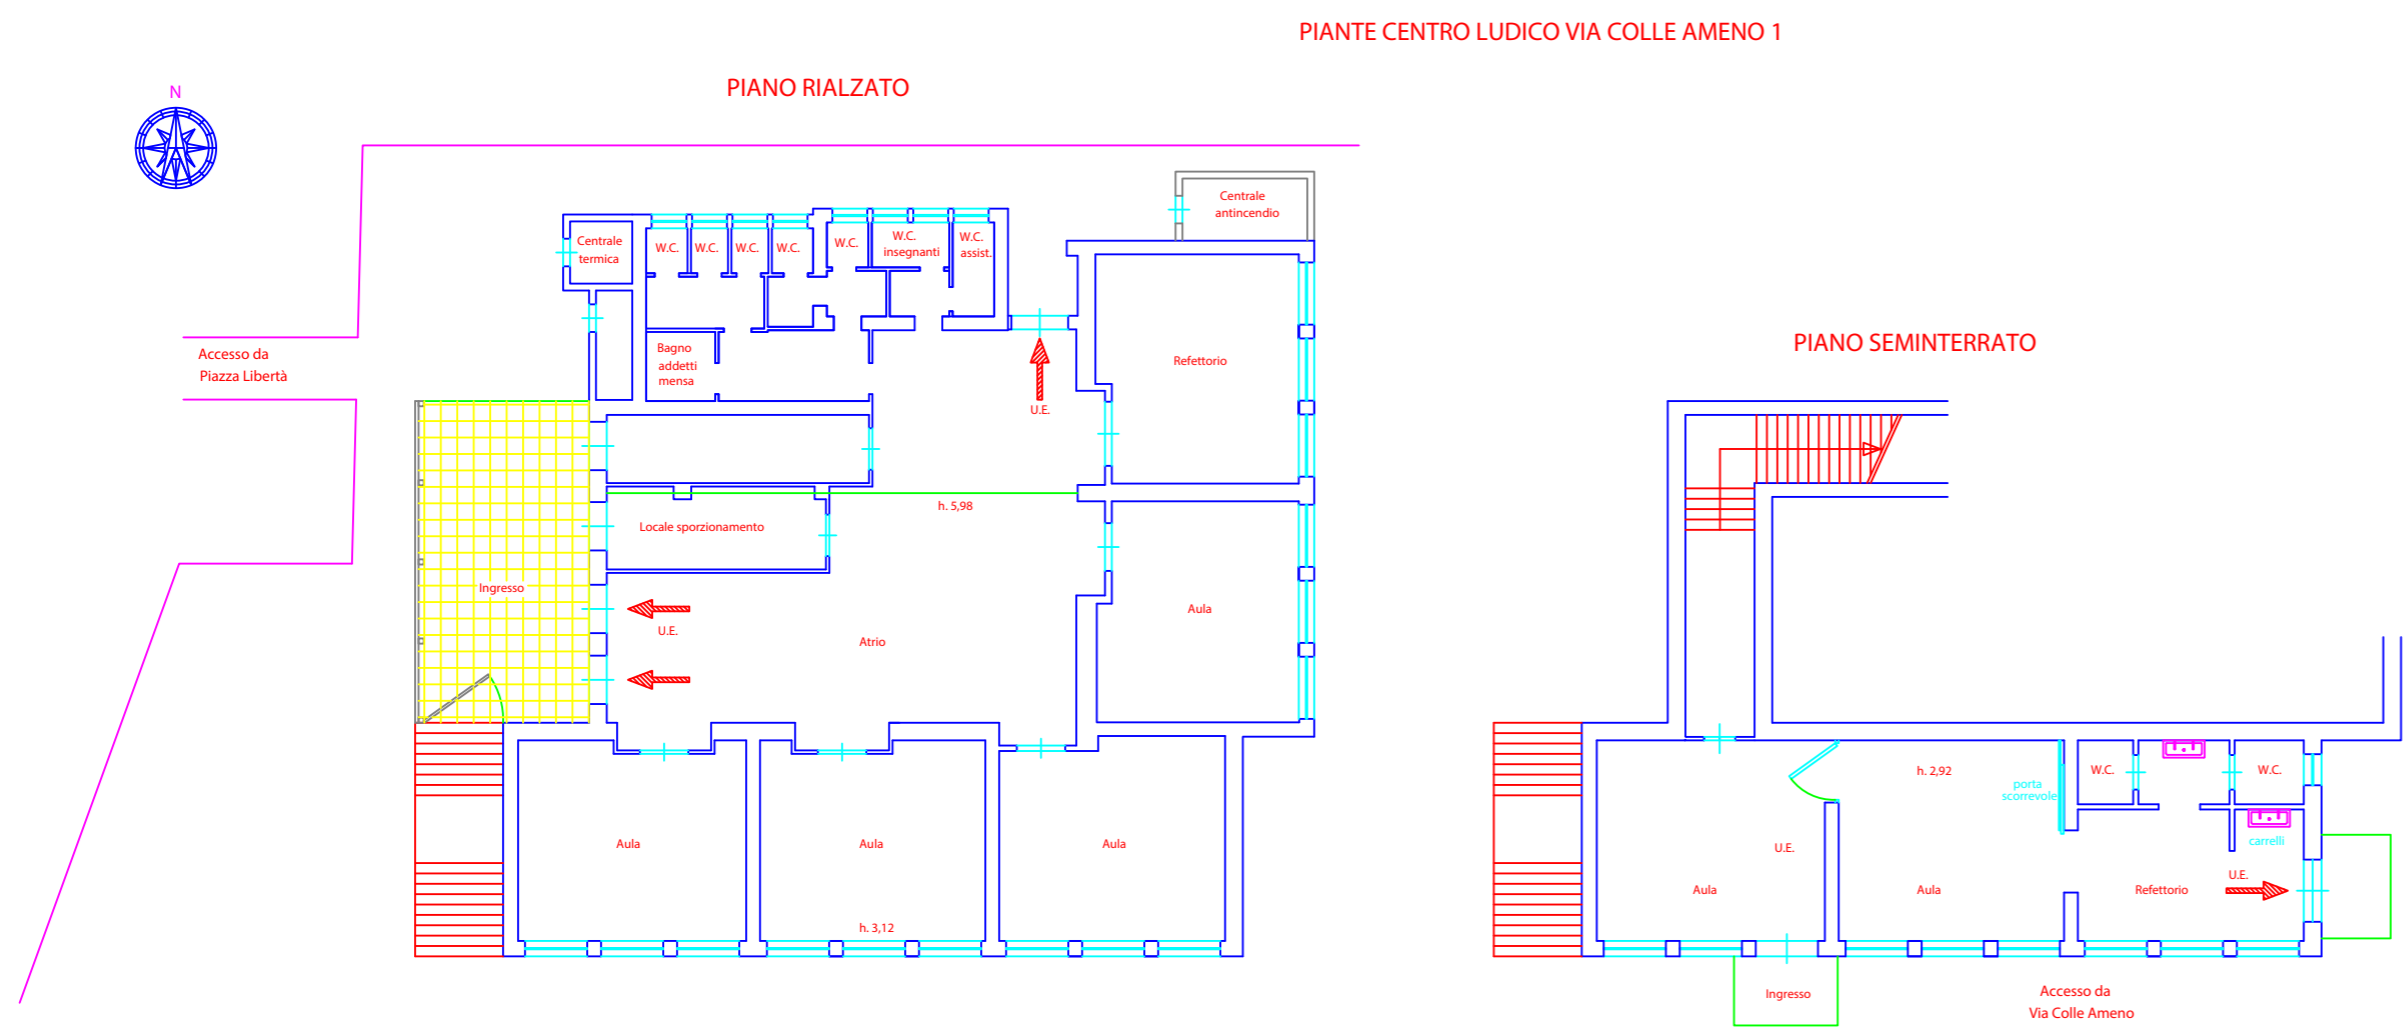 PIANTE CENTRO LUDICO VIA COLLE AMENO 1
PIANO RIALZATO
N
Centrale
antincendio
Centrale
termica
W.C.
W.C.
W.C.
W.C.
W.C.
W.C.
insegnanti
W.C.
assist.
Accesso da
Piazza Libertà
Bagno
addetti
mensa
U.E.
Refettorio
h. 5,98
Locale sporzionamento
Ingresso
U.E.
Atrio
Aula
Aula
Aula
Aula
h. 3,12
PIANO SEMINTERRATO
h. 2,92
porta
scorrevole
W.C.
W.C.
carrelli
U.E.
Aula
Aula
Refettorio
U.E.
Ingresso
Accesso da
Via Colle Ameno